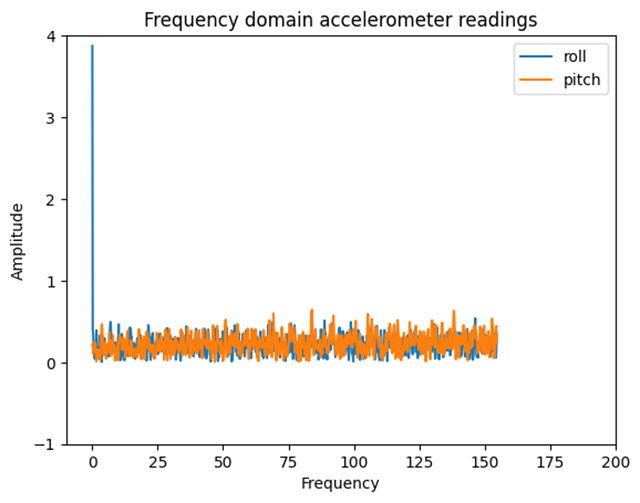 Frequency domain accelerometer readings
roll
pitch
4
3
2
1
0
−1
Amplitude
0 25 50 75 100 125 150 175 200
Frequency